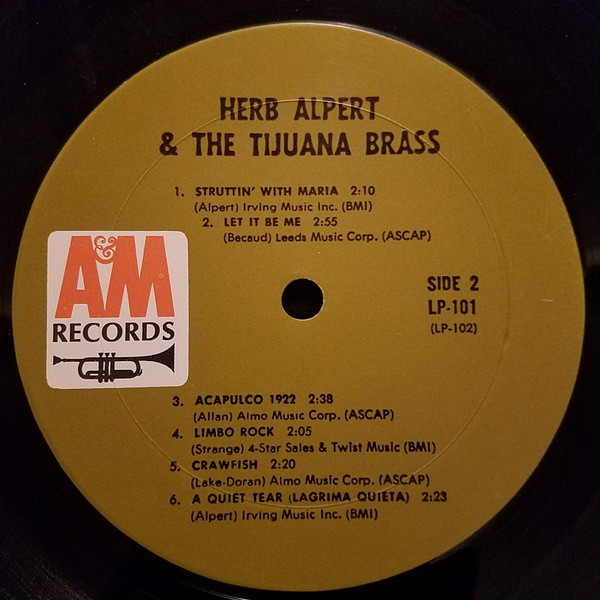 HERB ALPERT
& THE TIJUANA BRASS
1. STRUTTIN' WITH MARIA 2:10
(Alpert) Irving Music Inc. (BMI)
2. LET IT BE ME 2:55
(Becaud) Leeds Music Corp. (ASCAP)
A&M
RECORDS
SIDE 2
LP-101
(LP-102)
3. ACAPULCO 1922 2:38
(Allan) Almo Music Corp. (ASCAP)
4. LIMBO ROCK 2:05
(Strange) 4-Star Sales & Twist Music (BMI)
5. CRAWFISH 2:20
(Lake-Doran) Almo Music Corp. (ASCAP)
6. A QUIET TEAR (LAGRIMA QUIETA) 2:23
(Alpert) Irving Music Inc. (BMI)